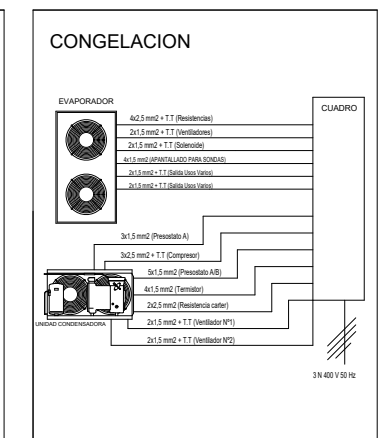 CONGELACION
EVAPORADOR
CUADRO
4x2,5 mm2 + T.T (Resistencias)
2x1,5 mm2 + T.T (Ventiladores)
2x1,5 mm2 + T.T (Solenoide)
4x1,5 mm2 (APANTALLADO PARA SONDAS)
2x1,5 mm2 + T.T (Salida Usos Varios)
2x1,5 mm2 + T.T (Salida Usos Varios)
3x1,5 mm2 (Presostato A)
3x2,5 mm2 + T.T (Compresor)
5x1,5 mm2 (Presostato A/B)
4x1,5 mm2 (Termistor)
2x2,5 mm2 (Resistencia carter)
UNIDAD CONDENSADORA
2x1,5 mm2 + T.T (Ventilador Nº1)
2x1,5 mm2 + T.T (Ventilador Nº2)
3 N 400 V 50 Hz